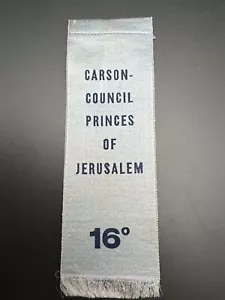 CARSON-
COUNCIL
PRINCES
OF
JERUSALEM
16°